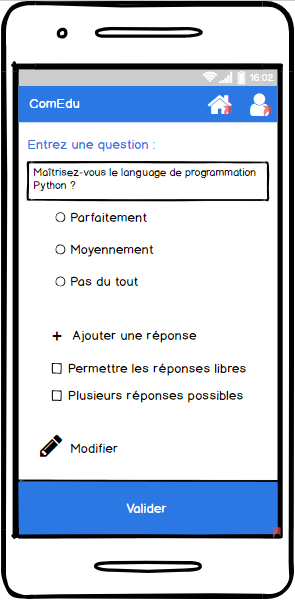 16:02
ComEdu
Entrez une question :
Maîtrisez-vous le language de programmation
Python ?
Parfaitement
Moyennement
Pas du tout
+ Ajouter une réponse
Permettre les réponses libres
Plusieurs réponses possibles
Modifier
Valider